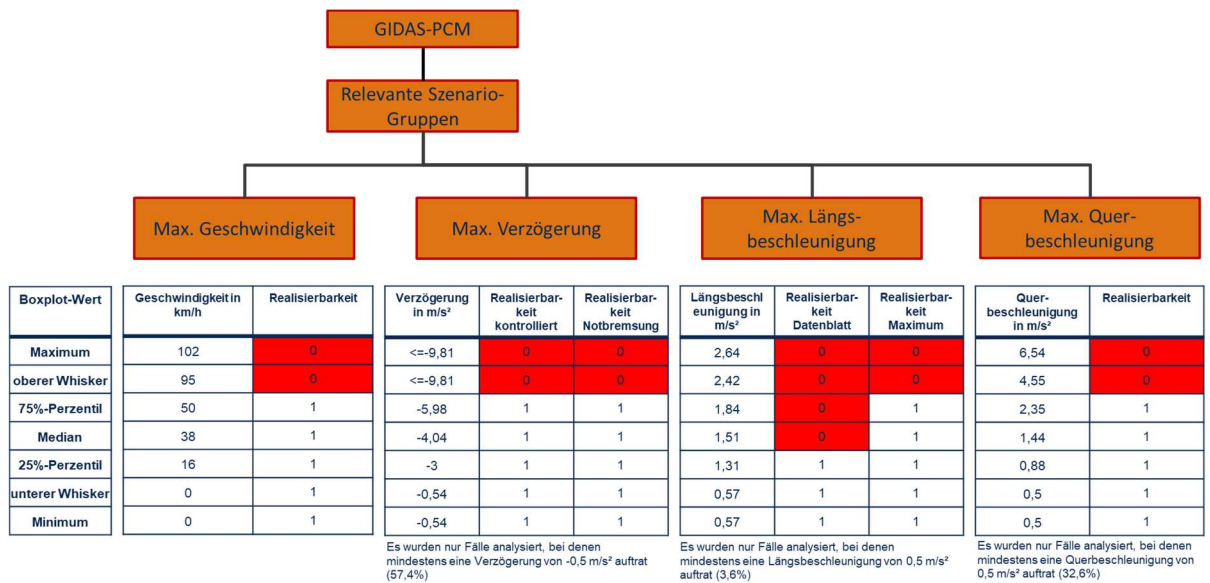 GIDAS-PCM
Relevante Szenario-
Gruppen
Max. Geschwindigkeit
Max. Verzögerung
Max. Längs-
beschleunigung
Max. Quer-
beschleunigung
Boxplot-Wert
Maximum
oberer Whisker
75%-Perzentil
Median
25%-Perzentil
unterer Whisker
Minimum
Geschwindigkeit in
km/h
Realisierbarkeit
102 0
95 0
50 1
38 1
16 1
0 1
0 1
Verzögerung
in m/s²
Realisierbar-
keit
kontrolliert
Realisierbar-
keit
Notbremsung
<=-9,81 0 0
<=-9,81 0 0
-5,98 1 1
-4,04 1 1
-3 1 1
-0,54 1 1
-0,54 1 1
Es wurden nur Fälle analysiert, bei denen
mindestens eine Verzögerung von -0,5 m/s² auftrat
(57,4%)
Längsbeschl
eunigung in
m/s²
Realisierbar-
keit
Datenblatt
Realisierbar-
keit
Maximum
2,64 0 0
2,42 0 0
1,84 0 1
1,51 0 1
1,31 1 1
0,57 1 1
0,57 1 1
Es wurden nur Fälle analysiert, bei denen
mindestens eine Längsbeschleunigung von 0,5 m/s²
auftrat (3,6%)
Quer-
beschleunigung
in m/s²
Realisierbarkeit
6,54 0
4,55 0
2,35 1
1,44 1
0,88 1
0,5 1
0,5 1
Es wurden nur Fälle analysiert, bei denen
mindestens eine Querbeschleunigung von
0,5 m/s² auftrat (32,6%)